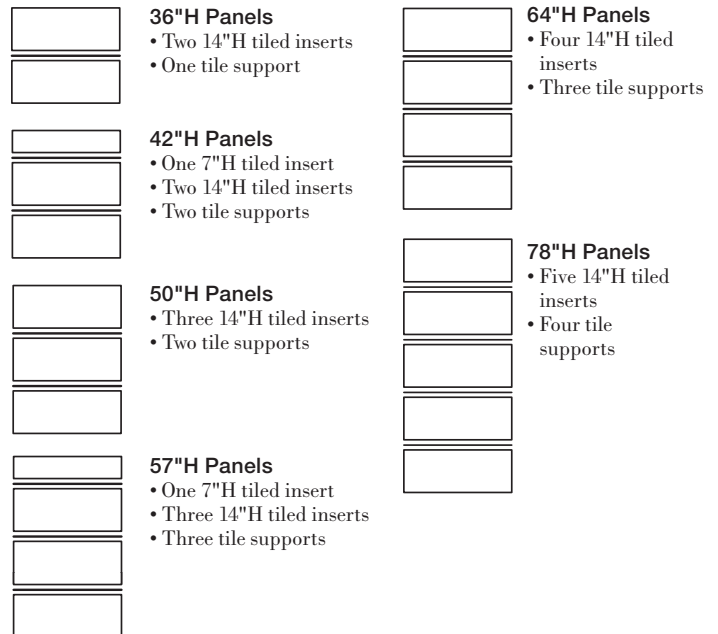 36"H Panels
• Two 14"H tiled inserts
• One tile support
42"H Panels
• One 7"H tiled insert
• Two 14"H tiled inserts
• Two tile supports
50"H Panels
• Three 14"H tiled inserts
• Two tile supports
57"H Panels
• One 7"H tiled insert
• Three 14"H tiled inserts
• Three tile supports
64"H Panels
• Four 14"H tiled
inserts
• Three tile supports
78"H Panels
• Five 14"H tiled
inserts
• Four tile
supports